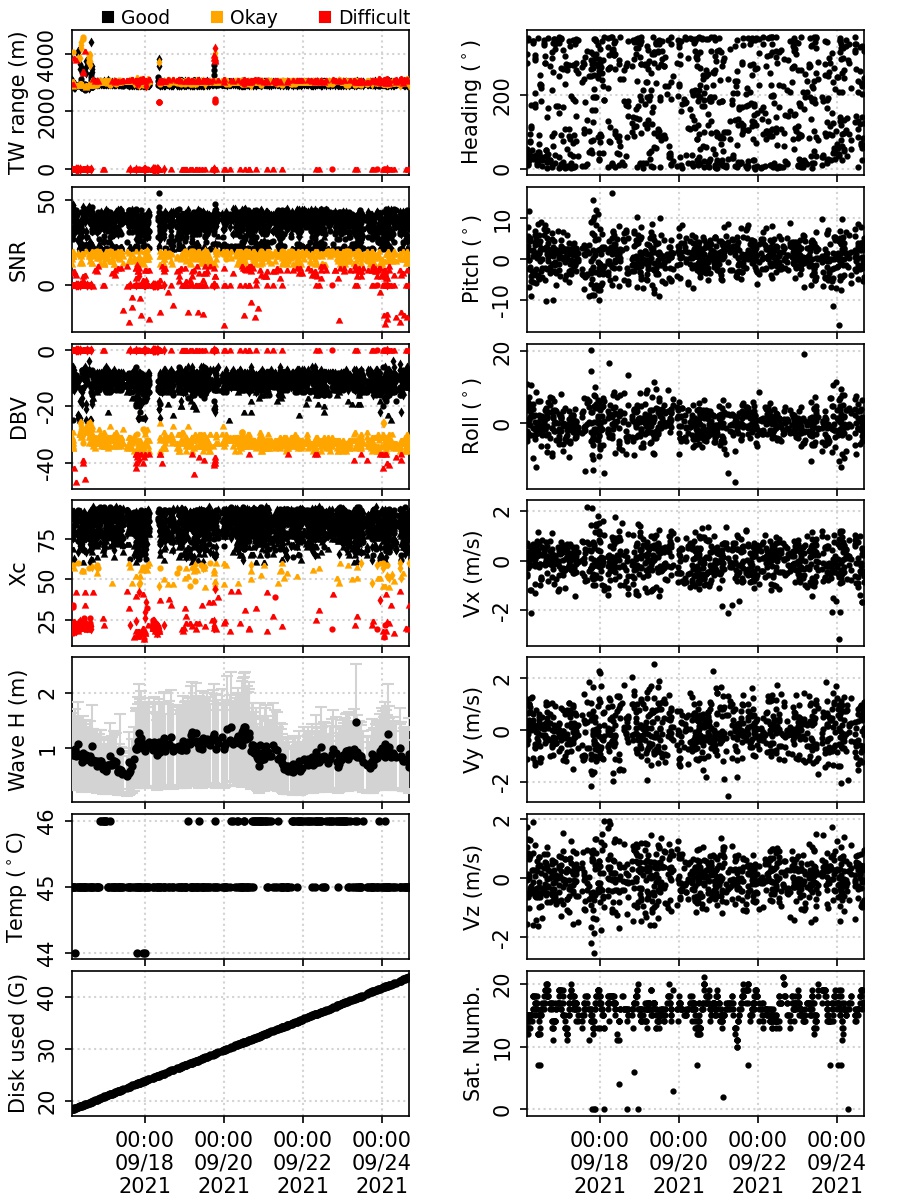 Good Okay Difficult
TW range (m)
0 2000 4000
SNR
0 50
DBV
-40 -20 0
Xc
25 50 75
Wave H (m)
1 2
Temp (°C)
44 45 46
Disk used (G)
20 30 40
00:00 00:00 00:00 00:00
09/18 09/20 09/22 09/24
2021 2021 2021 2021
Heading (°)
0 200
Pitch (°)
-10 0 10
Roll (°)
0 20
Vx (m/s)
-2 0 2
Vy (m/s)
-2 0 2
Vz (m/s)
-2 0 2
Sat. Numb.
0 10 20
00:00 00:00 00:00 00:00
09/18 09/20 09/22 09/24
2021 2021 2021 2021